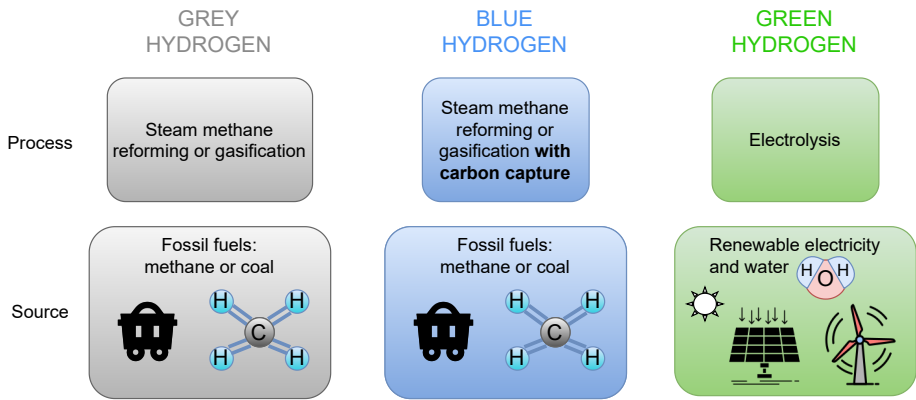 GREY
HYDROGEN
BLUE
HYDROGEN
GREEN
HYDROGEN
Process
Steam methane
reforming or gasification
Steam methane
reforming or
gasification with
carbon capture
Electrolysis
Source
Fossil fuels:
methane or coal
H H
C
H H
Fossil fuels:
methane or coal
H H
C
H H
Renewable electricity
and water
H O H